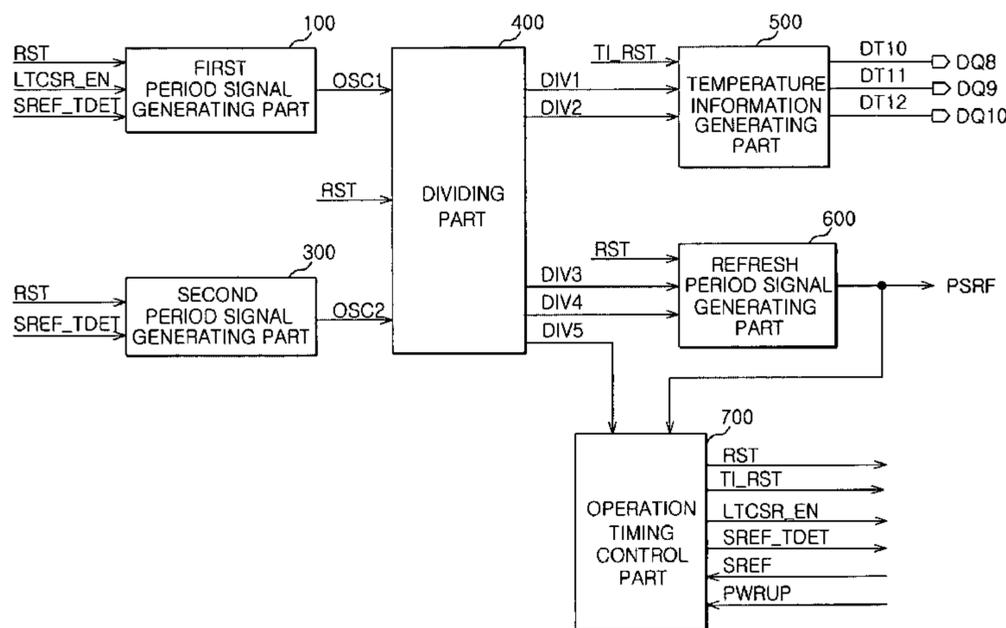 100
RST
LTCSR_EN
SREF_TDET
FIRST
PERIOD SIGNAL
GENERATING PART
OSC1
400
RST
DIVIDING
PART
DIV1
DIV2
500
TI_RST
TEMPERATURE
INFORMATION
GENERATING
PART
DT10
DT11
DT12
DQ8
DQ9
DQ10
300
RST
SREF_TDET
SECOND
PERIOD SIGNAL
GENERATING PART
OSC2
DIV3
DIV4
DIV5
600
RST
REFRESH
PERIOD SIGNAL
GENERATING
PART
PSRF
700
OPERATION
TIMING
CONTROL
PART
RST
TI_RST
LTCSR_EN
SREF_TDET
SREF
PWRUP